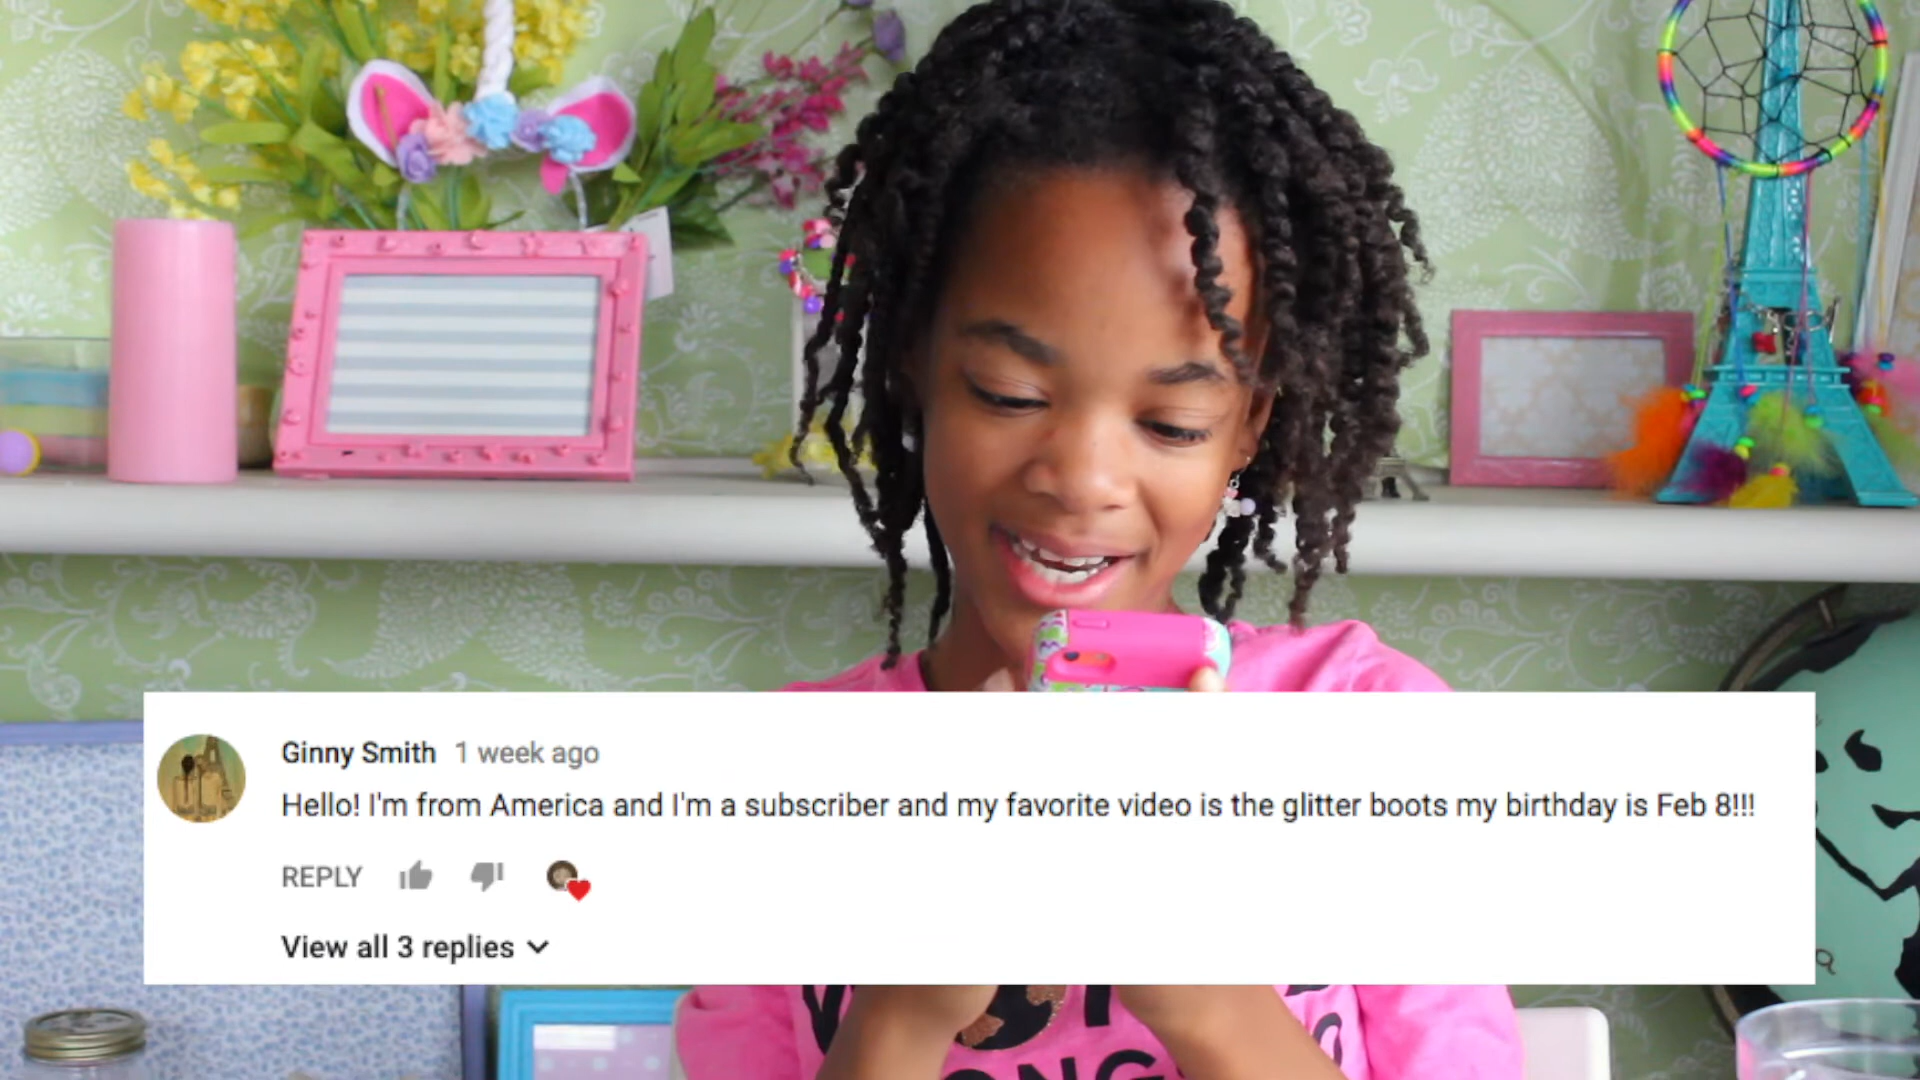 Ginny Smith 1 week ago
Hello! I'm from America and I'm a subscriber and my favorite video is the glitter boots my birthday is Feb 8!!!
REPLY
View all 3 replies